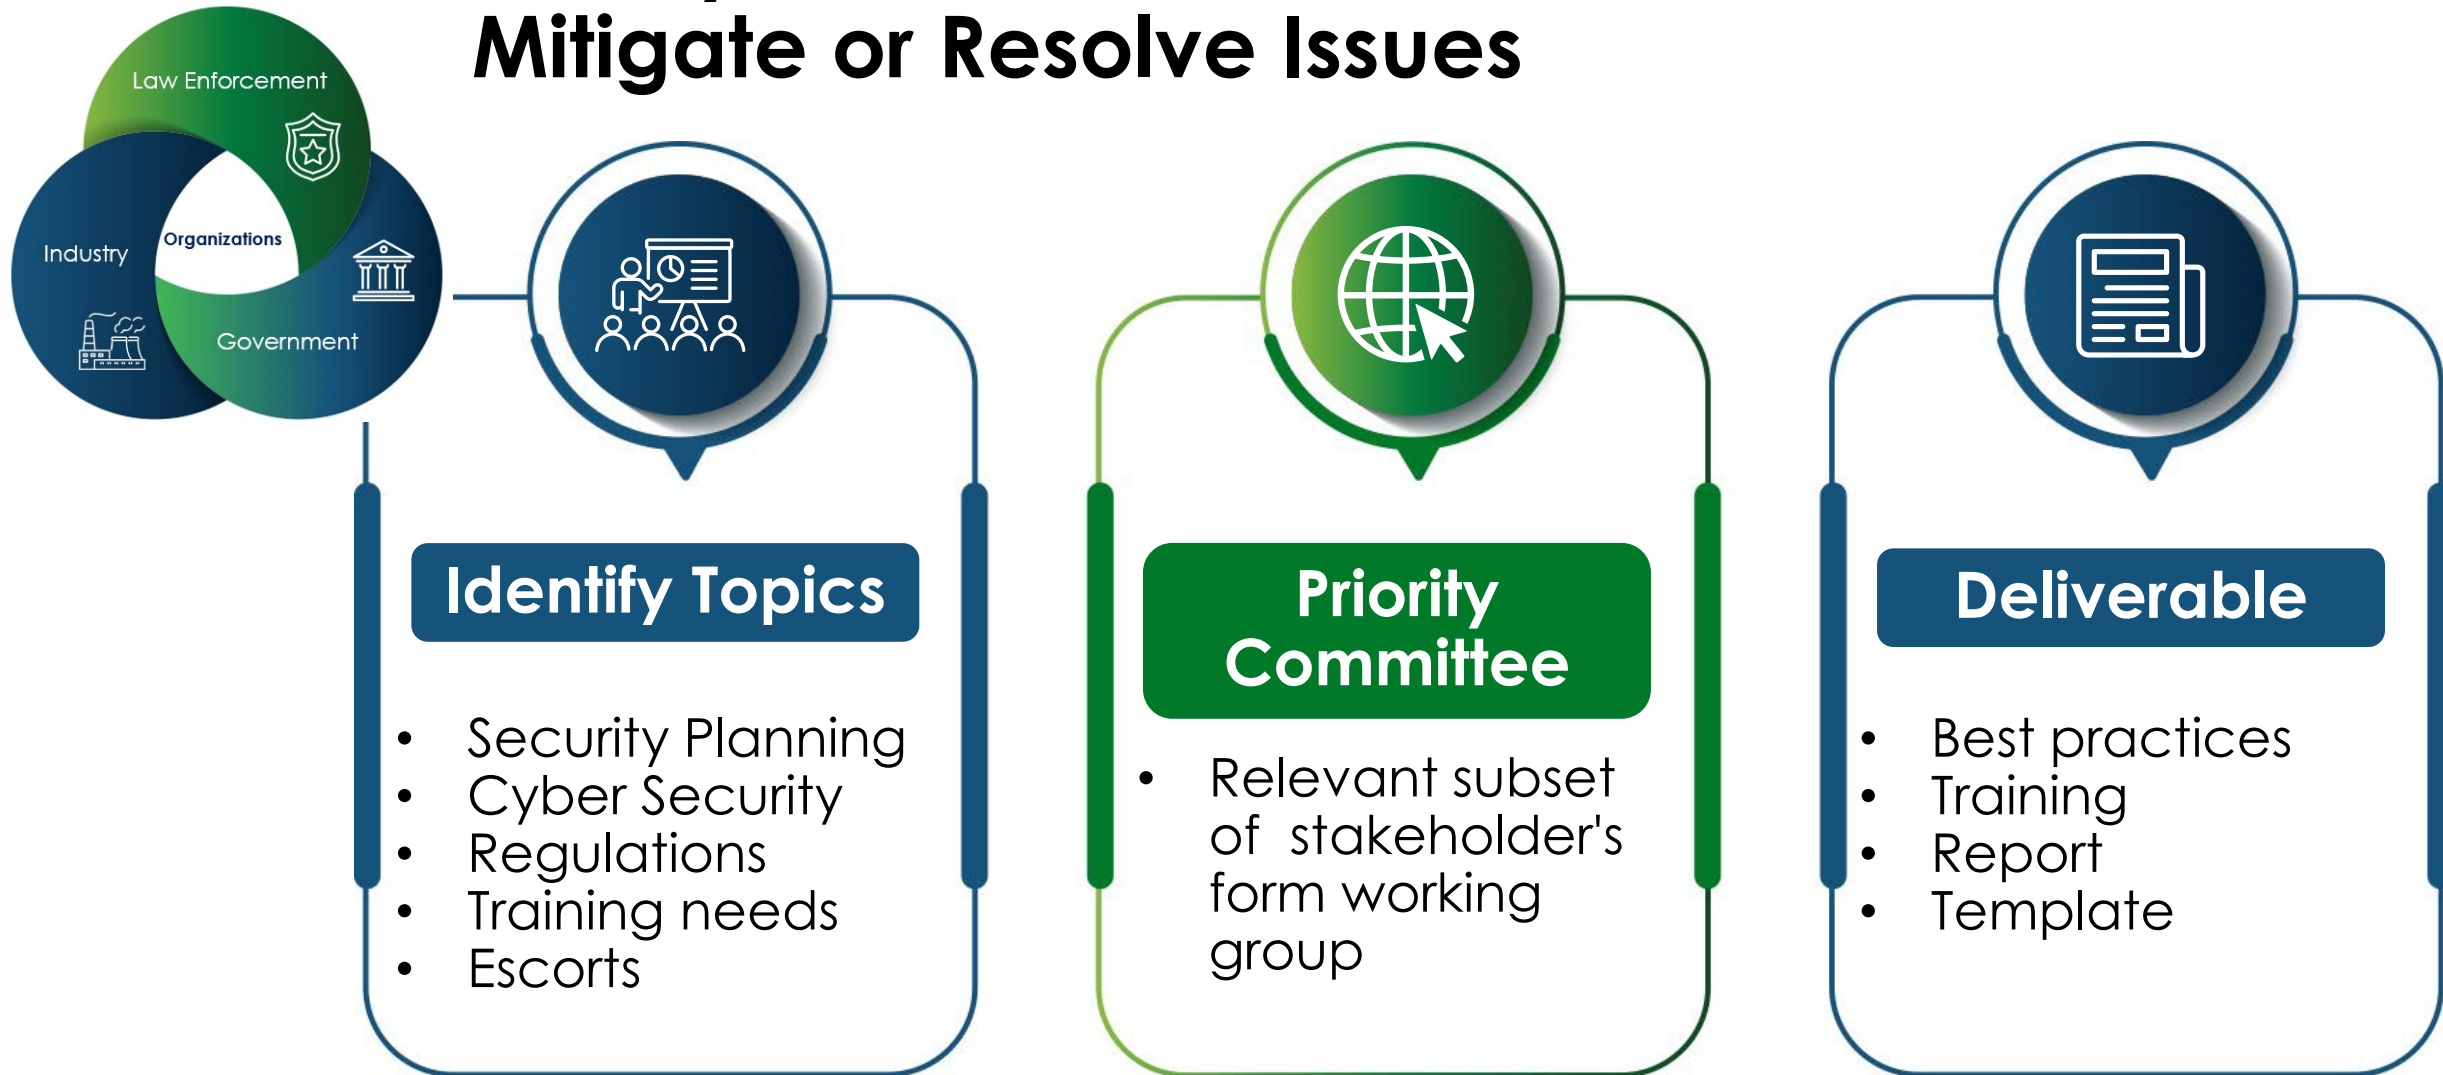 Mitigate or Resolve Issues
Law Enforcement
Industry
Organizations
Government
Identify Topics
• Security Planning
• Cyber Security
• Regulations
• Training needs
• Escorts
Priority
Committee
• Relevant subset
of stakeholder's
form working
group
Deliverable
• Best practices
• Training
• Report
• Template